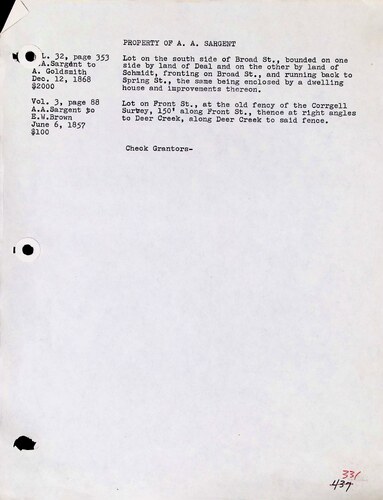 PROPERTY OF A. A. SARGENT
L. 32, page 353
.A.Sargent to
A. Goldsmith
Dec. 12, 1868
$2000
Lot on the south side of Broad St., bounded on one
side by land of Deal and on the other by land of
Schmidt, fronting on Broad St., and running back to
Spring St., the same being enclosed by a dwelling
house and improvements thereon.
Vol. 3, page 88
A.A.Sargent to
E.W.Brown
June 6, 1857
$100
Lot on Front St., at the old fency of the Corrgell
Survey, 150' along Front St., thence at right angles
to Deer Creek, along Deer Creek to said fence.
Check Grantors-
331